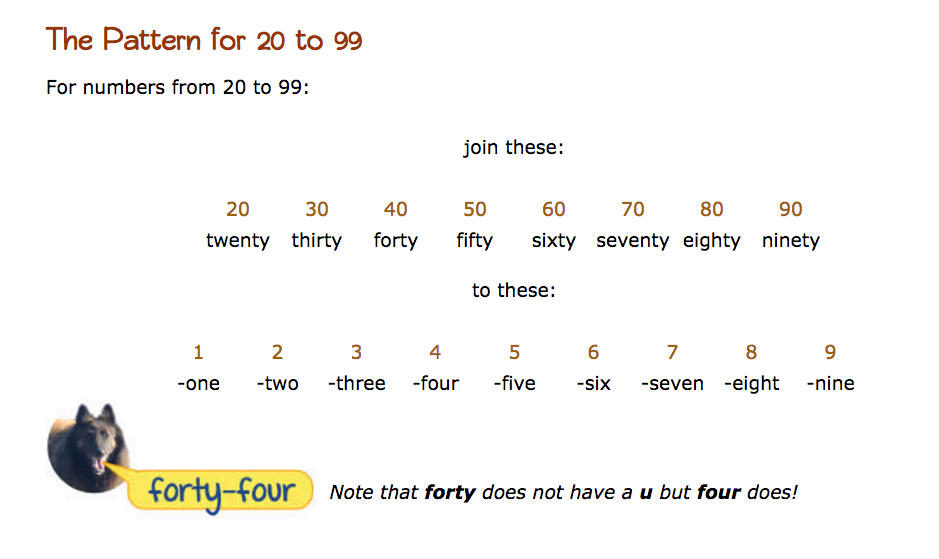 The Pattern for 20 to 99
For numbers from 20 to 99:
join these:
20 30 40 50 60 70 80 90
twenty thirty forty fifty sixty seventy eighty ninety
to these:
1 2 3 4 5 6 7 8 9
-one -two -three -four -five -six -seven -eight -nine
forty-four
Note that forty does not have a u but four does!